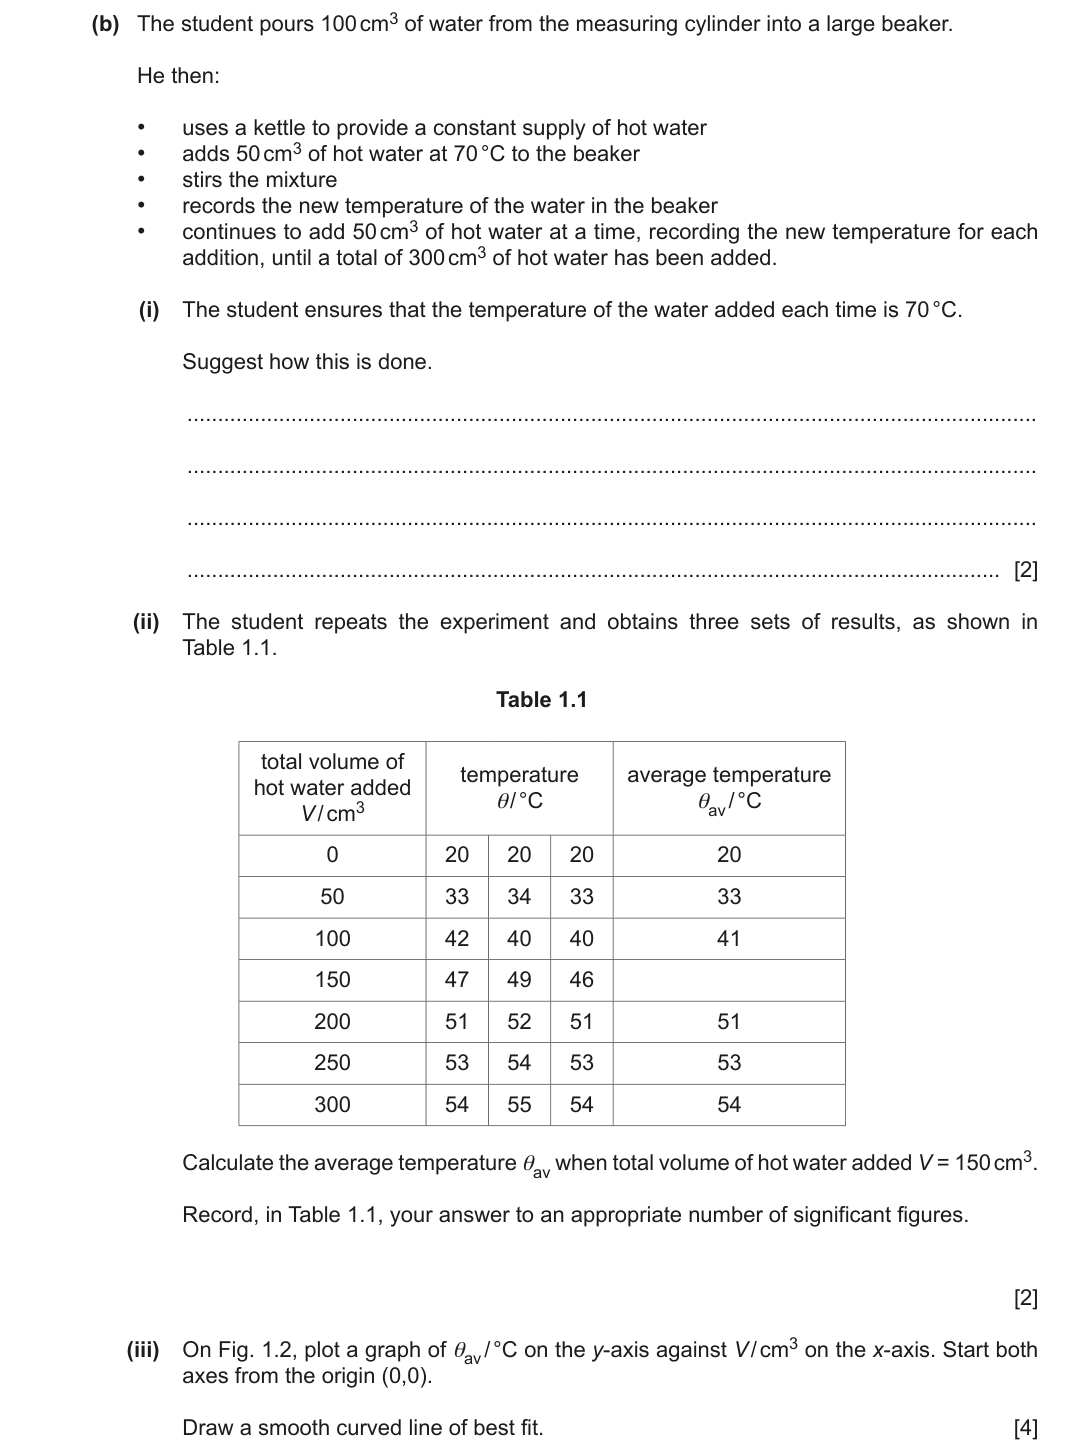 (b) The student pours 100 cm³ of water from the measuring cylinder into a large beaker.
He then:
• uses a kettle to provide a constant supply of hot water
• adds 50 cm³ of hot water at 70 °C to the beaker
• stirs the mixture
• records the new temperature of the water in the beaker
• continues to add 50 cm³ of hot water at a time, recording the new temperature for each
addition, until a total of 300 cm³ of hot water has been added.
(i) The student ensures that the temperature of the water added each time is 70 °C.
Suggest how this is done.
..........................................................................................................................................
..........................................................................................................................................
..........................................................................................................................................
.................................................................................................................................... [2]
(ii) The student repeats the experiment and obtains three sets of results, as shown in
Table 1.1.
Table 1.1
total volume of
hot water added
V / cm³
temperature
θ / °C
average temperature
θav / °C
0 20 20 20 20
50 33 34 33 33
100 42 40 40 41
150 47 49 46
200 51 52 51 51
250 53 54 53 53
300 54 55 54 54
Calculate the average temperature θav when total volume of hot water added V = 150 cm³.
Record, in Table 1.1, your answer to an appropriate number of significant figures.
[2]
(iii) On Fig. 1.2, plot a graph of θav / °C on the y-axis against V / cm³ on the x-axis. Start both
axes from the origin (0,0).
Draw a smooth curved line of best fit. [4]